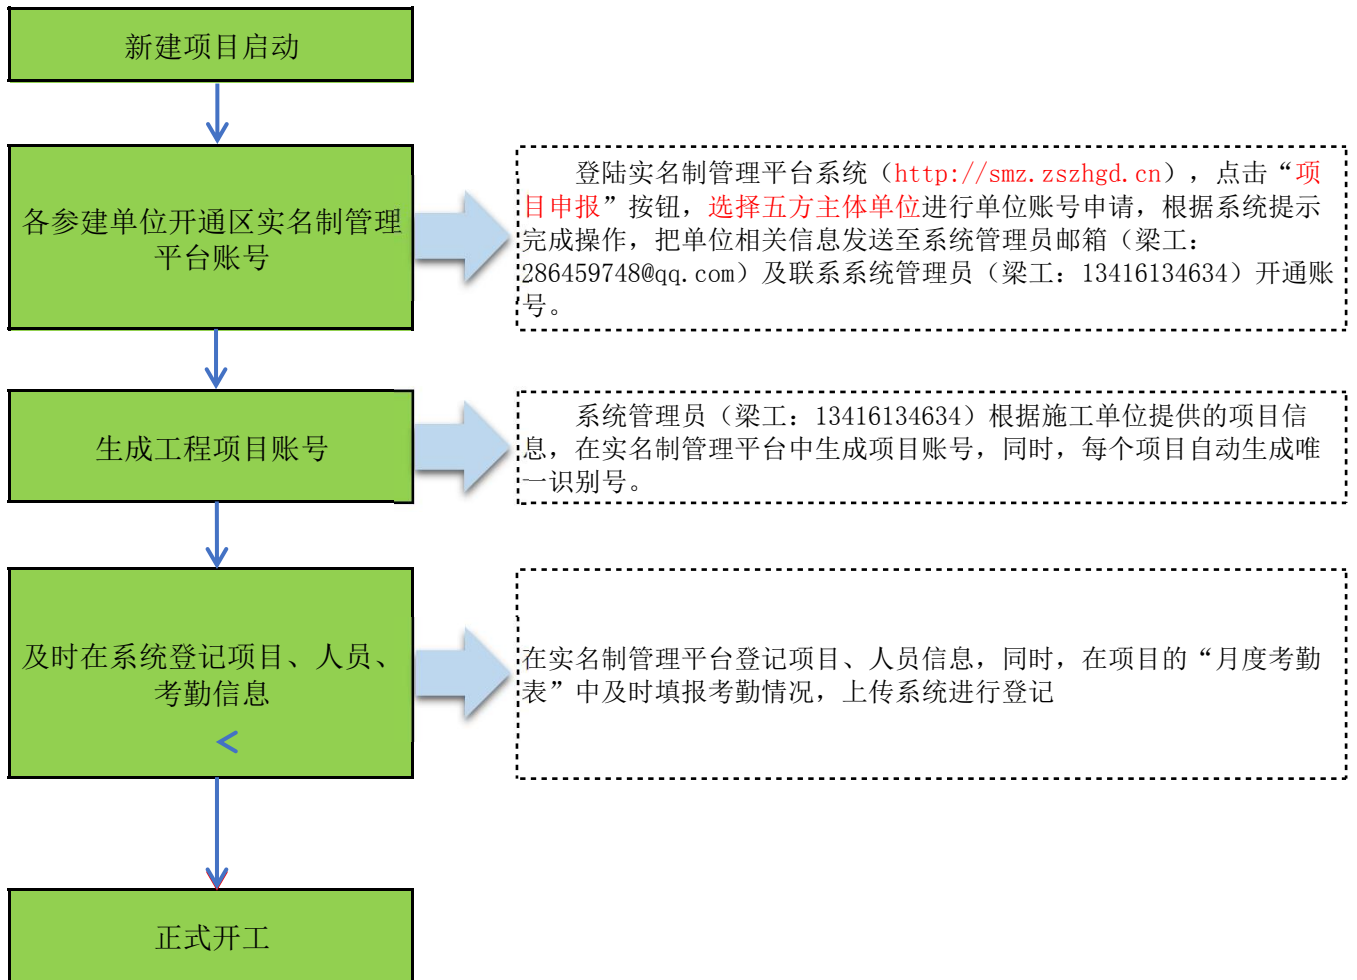 新建项目启动
各参建单位开通区实名制管理
平台账号
登陆实名制管理平台系统（http://smz.zszhgd.cn），点击“项
目申报”按钮，选择五方主体单位进行单位账号申请，根据系统提示
完成操作，把单位相关信息发送至系统管理员邮箱（梁工：
286459748@qq.com）及联系系统管理员（梁工：13416134634）开通账
号。
生成工程项目账号
系统管理员（梁工：13416134634）根据施工单位提供的项目信
息，在实名制管理平台中生成项目账号，同时，每个项目自动生成唯
一识别号。
及时在系统登记项目、人员、
考勤信息
在实名制管理平台登记项目、人员信息，同时，在项目的“月度考勤
表”中及时填报考勤情况，上传系统进行登记
正式开工